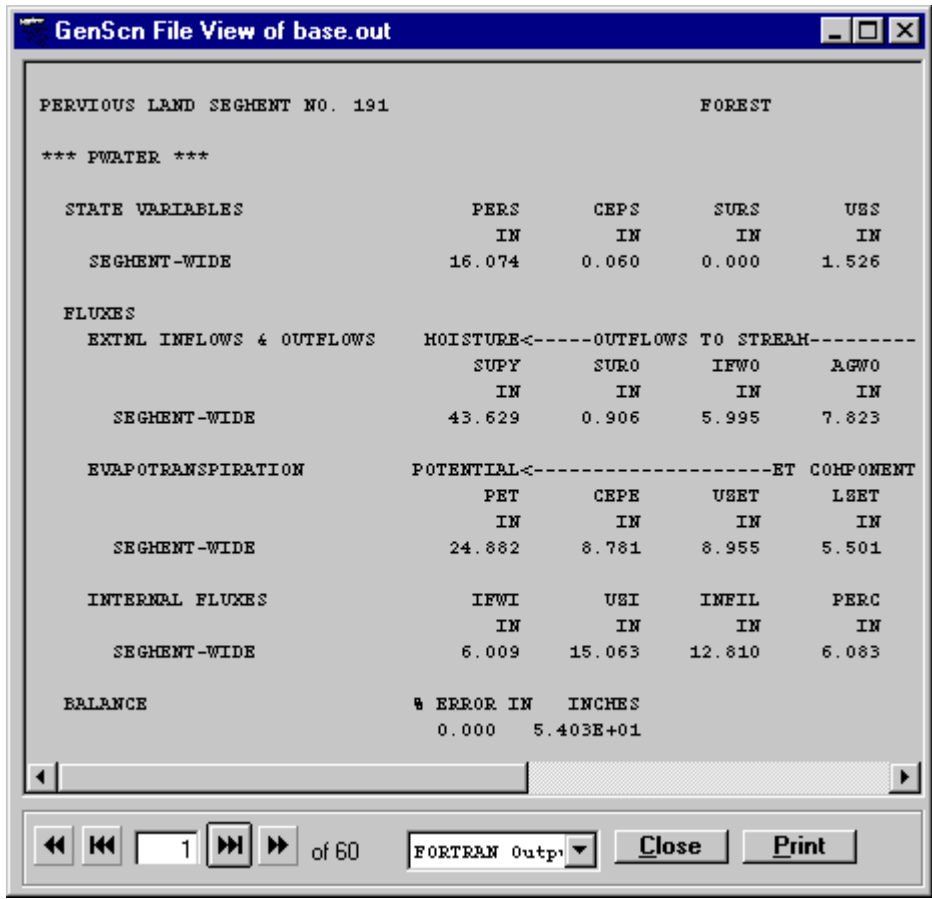 GenScn File View of base.out
PERVIOUS LAND SEGMENT NO. 191 FOREST
*** PWATER ***
STATE VARIABLES PERS CEPS SURS UZS
IN IN IN IN
SEGMENT-WIDE 16.074 0.060 0.000 1.526
FLUXES
EXTNL INFLOWS & OUTFLOWS MOISTURE<-----OUTFLOWS TO STREAM---------
SUPY SURO IFWO AGWO
IN IN IN IN
SEGMENT-WIDE 43.629 0.906 5.995 7.823
EVAPOTRANSPIRATION POTENTIAL<--------------------ET COMPONENT
PET CEPE UZET LZET
IN IN IN IN
SEGMENT-WIDE 24.882 8.781 8.955 5.501
INTERNAL FLUXES IFWI UZI INFIL PERC
IN IN IN IN
SEGMENT-WIDE 6.009 15.063 12.810 6.083
BALANCE % ERROR IN INCHES
0.000 5.403E+01
1 of 60 FORTRAN Outp Close Print